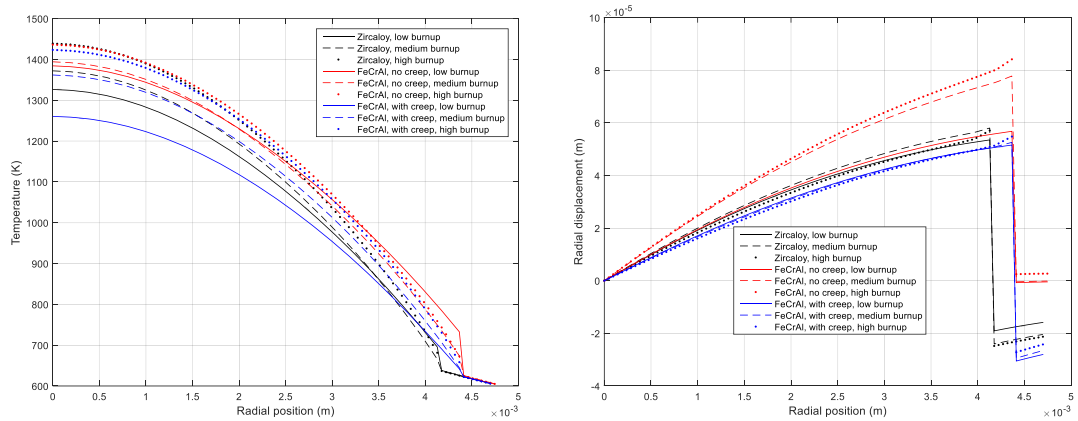 1500
1400
1300
1200
1100
1000
900
800
700
600
Temperature (K)
Zircaloy, low burnup
Zircaloy, medium burnup
Zircaloy, high burnup
FeCrAl, no creep, low burnup
FeCrAl, no creep, medium burnup
FeCrAl, no creep, high burnup
FeCrAl, with creep, low burnup
FeCrAl, with creep, medium burnup
FeCrAl, with creep, high burnup
0 0.5 1 1.5 2 2.5 3 3.5 4 4.5 5
Radial position (m)
× 10⁻³
× 10⁻⁵
10
8
6
4
2
0
-2
-4
Radial displacement (m)
Zircaloy, low burnup
Zircaloy, medium burnup
Zircaloy, high burnup
FeCrAl, no creep, low burnup
FeCrAl, no creep, medium burnup
FeCrAl, no creep, high burnup
FeCrAl, with creep, low burnup
FeCrAl, with creep, medium burnup
FeCrAl, with creep, high burnup
0 0.5 1 1.5 2 2.5 3 3.5 4 4.5 5
Radial position (m)
× 10⁻³